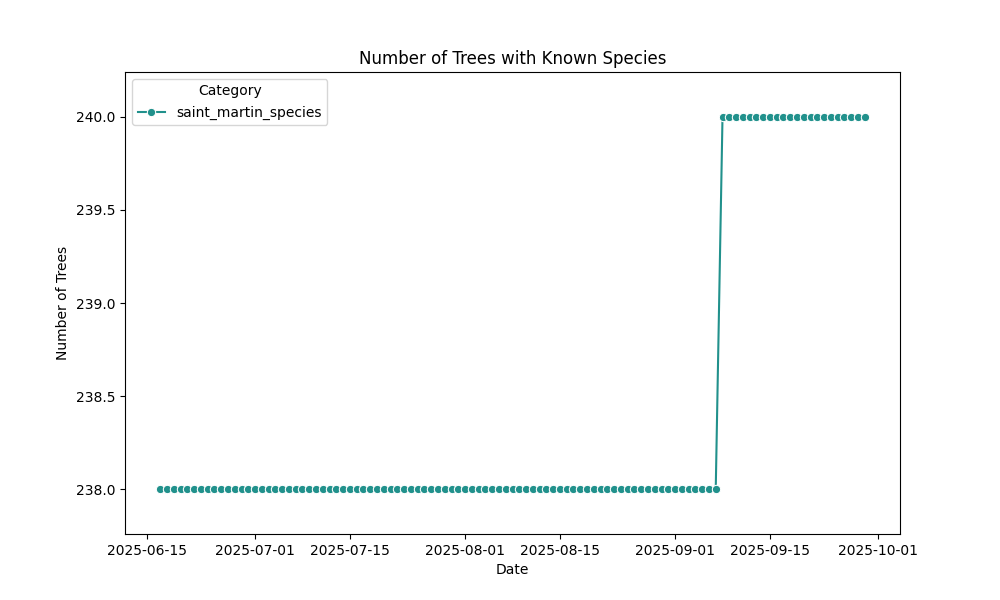 Number of Trees with Known Species
Category
saint_martin_species
240.0
239.5
239.0
238.5
238.0
Number of Trees
2025-06-15 2025-07-01 2025-07-15 2025-08-01 2025-08-15 2025-09-01 2025-09-15 2025-10-01
Date